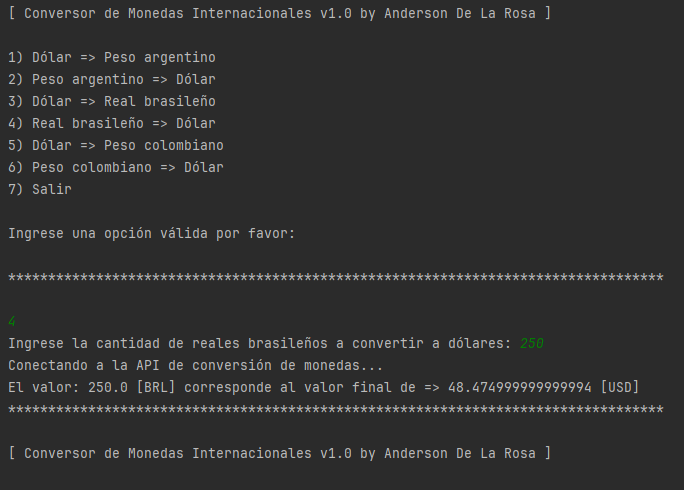 [ Conversor de Monedas Internacionales v1.0 by Anderson De La Rosa ]
1) Dólar => Peso argentino
2) Peso argentino => Dólar
3) Dólar => Real brasileño
4) Real brasileño => Dólar
5) Dólar => Peso colombiano
6) Peso colombiano => Dólar
7) Salir
Ingrese una opción válida por favor:
**********************************************************************************
4
Ingrese la cantidad de reales brasileños a convertir a dólares: 250
Conectando a la API de conversión de monedas...
El valor: 250.0 [BRL] corresponde al valor final de => 48.474999999999994 [USD]
**********************************************************************************
[ Conversor de Monedas Internacionales v1.0 by Anderson De La Rosa ]